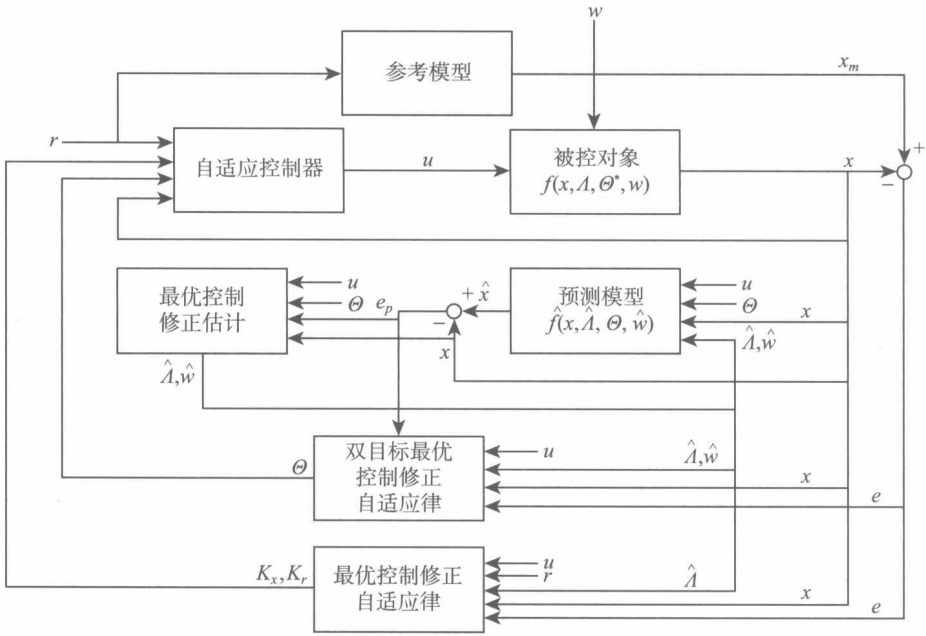 w
参考模型
x_m
r
自适应控制器
u
被控对象
f(x,Λ,Θ*,w)
x
+
−
最优控制
修正估计
u
Θ
e_p
x
+
x̂
−
预测模型
f̂(x,Λ̂,Θ,ŵ)
u
Θ
x
Λ̂,ŵ
Λ̂,ŵ
Θ
双目标最优
控制修正
自适应律
u
Λ̂,ŵ
x
e
K_x,K_r
最优控制修正
自适应律
u
r
Λ̂
x
e